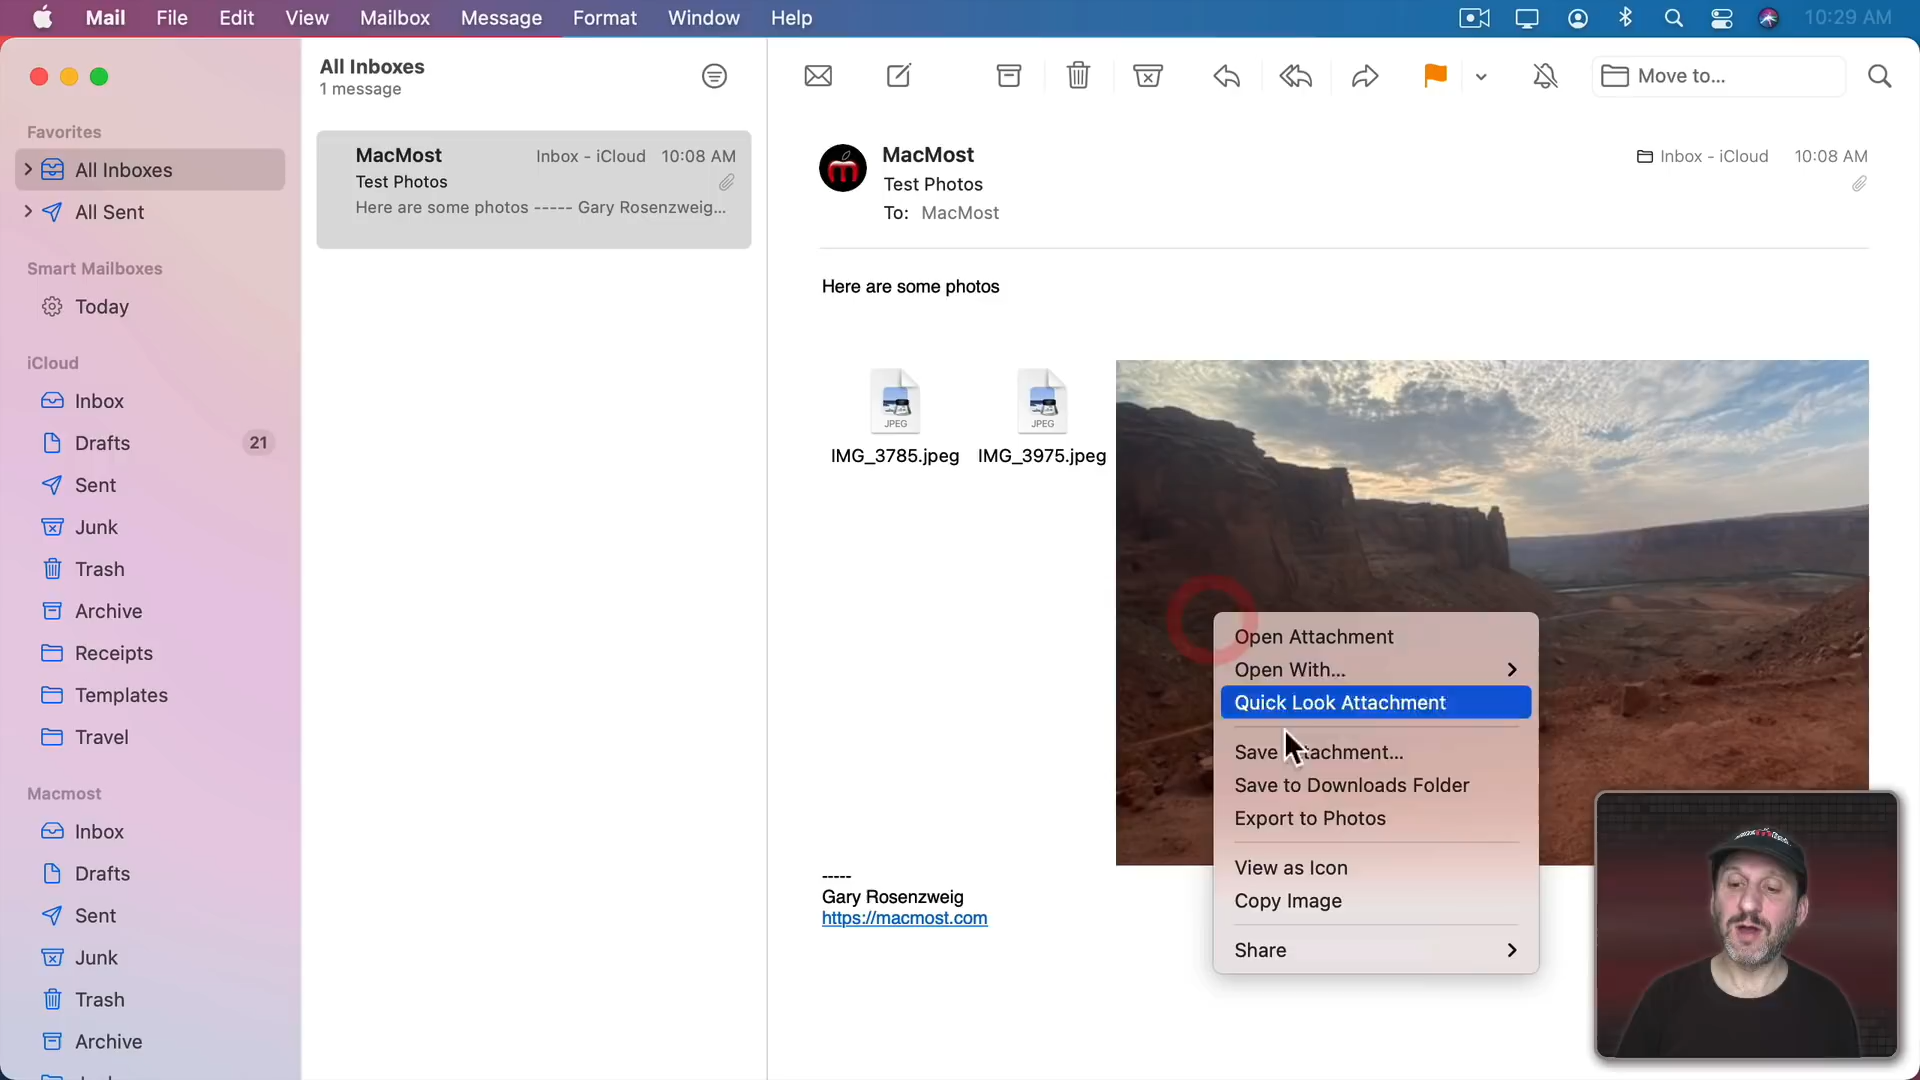 Mail File Edit View Mailbox Message Format Window Help 10:29 AM
All Inboxes
1 message
Move to...
Favorites
All Inboxes
All Sent
Smart Mailboxes
Today
iCloud
Inbox
Drafts 21
Sent
Junk
Trash
Archive
Receipts
Templates
Travel
Macmost
Inbox
Drafts
Sent
Junk
Trash
Archive
MacMost Inbox - iCloud 10:08 AM
Test Photos
Here are some photos ----- Gary Rosenzweig...
MacMost Inbox - iCloud 10:08 AM
Test Photos
To: MacMost
Here are some photos
JPEG JPEG
IMG_3785.jpeg IMG_3975.jpeg
Open Attachment
Open With...
Quick Look Attachment
Save Attachment...
Save to Downloads Folder
Export to Photos
View as Icon
Copy Image
Share
-----
Gary Rosenzweig
https://macmost.com